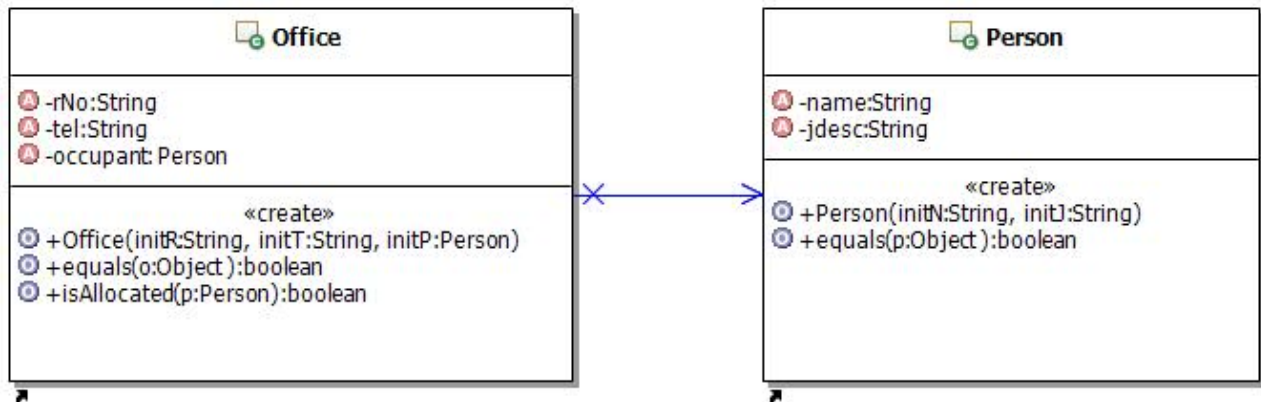 Office
-rNo:String
-tel:String
-occupant: Person
«create»
+Office(initR:String, initT:String, initP:Person)
+equals(o:Object):boolean
+isAllocated(p:Person):boolean
Person
-name:String
-jdesc:String
«create»
+Person(initN:String, initJ:String)
+equals(p:Object):boolean